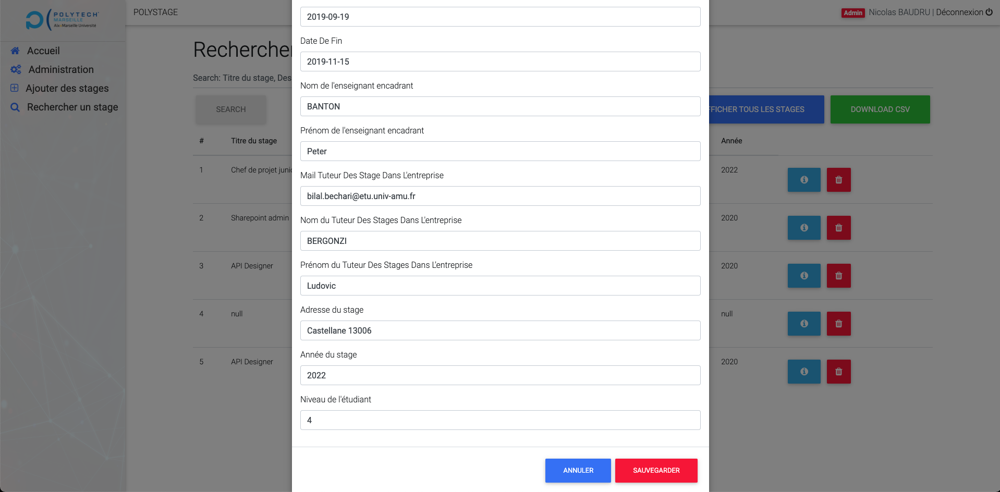 POLYTECH
MARSEILLE
Aix-Marseille Université
POLYSTAGE
Admin Nicolas BAUDRU | Déconnexion
Accueil
Administration
Ajouter des stages
Rechercher un stage
Rechercher
Search: Titre du stage, Des
SEARCH
FFICHER TOUS LES STAGES
DOWNLOAD CSV
# Titre du stage Année
1 Chef de projet junio 2022
2 Sharepoint admin 2020
3 API Designer 2020
4 null null
5 API Designer 2020
2019-09-19
Date De Fin
2019-11-15
Nom de l'enseignant encadrant
BANTON
Prénom de l'enseignant encadrant
Peter
Mail Tuteur Des Stage Dans L'entreprise
bilal.bechari@etu.univ-amu.fr
Nom du Tuteur Des Stages Dans L'entreprise
BERGONZI
Prénom du Tuteur Des Stages Dans L'entreprise
Ludovic
Adresse du stage
Castellane 13006
Année du stage
2022
Niveau de l'étudiant
4
ANNULER
SAUVEGARDER